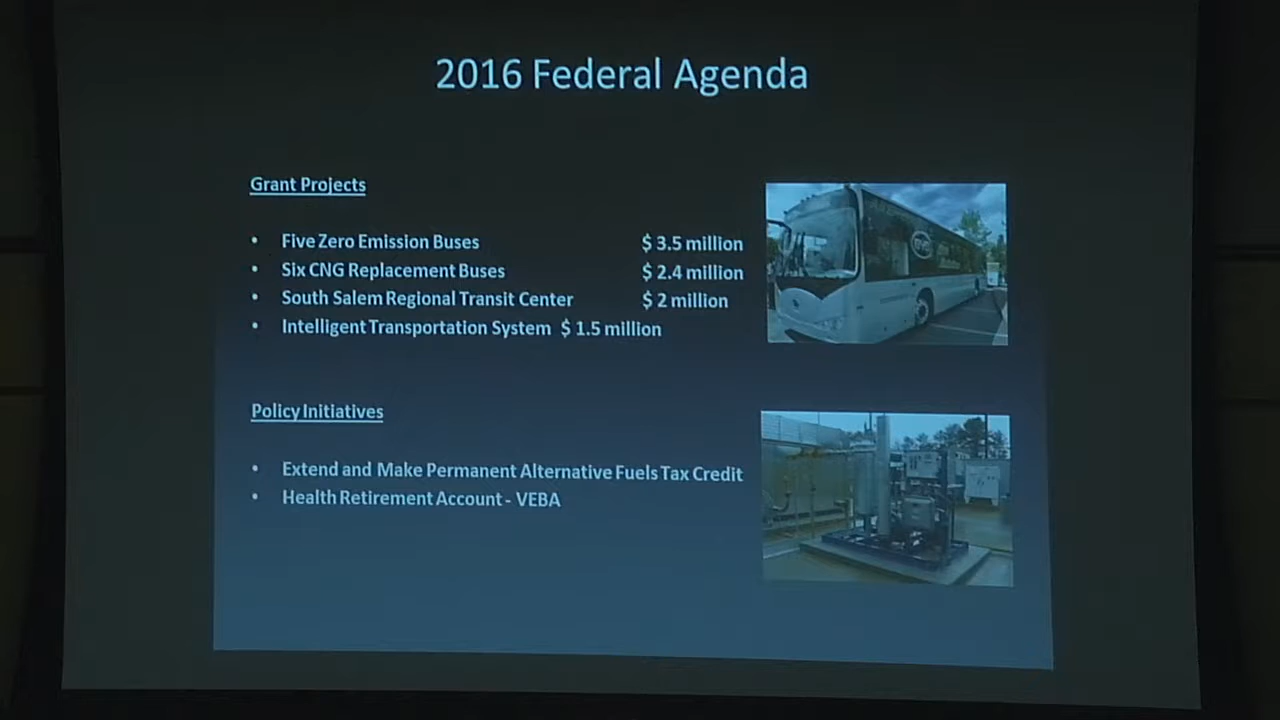 2016 Federal Agenda
Grant Projects
• Five Zero Emission Buses $ 3.5 million
• Six CNG Replacement Buses $ 2.4 million
• South Salem Regional Transit Center $ 2 million
• Intelligent Transportation System $ 1.5 million
Policy Initiatives
• Extend and Make Permanent Alternative Fuels Tax Credit
• Health Retirement Account - VEBA